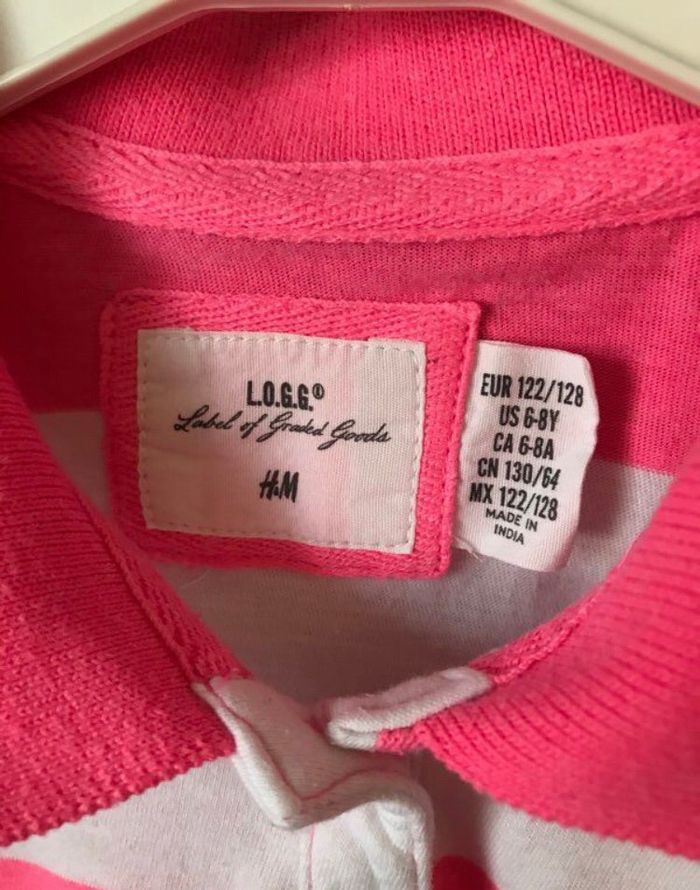 L.O.G.G.®
Label of Graded Goods
H&M
EUR 122/128
US 6-8Y
CA 6-8A
CN 130/64
MX 122/128
MADE IN
INDIA